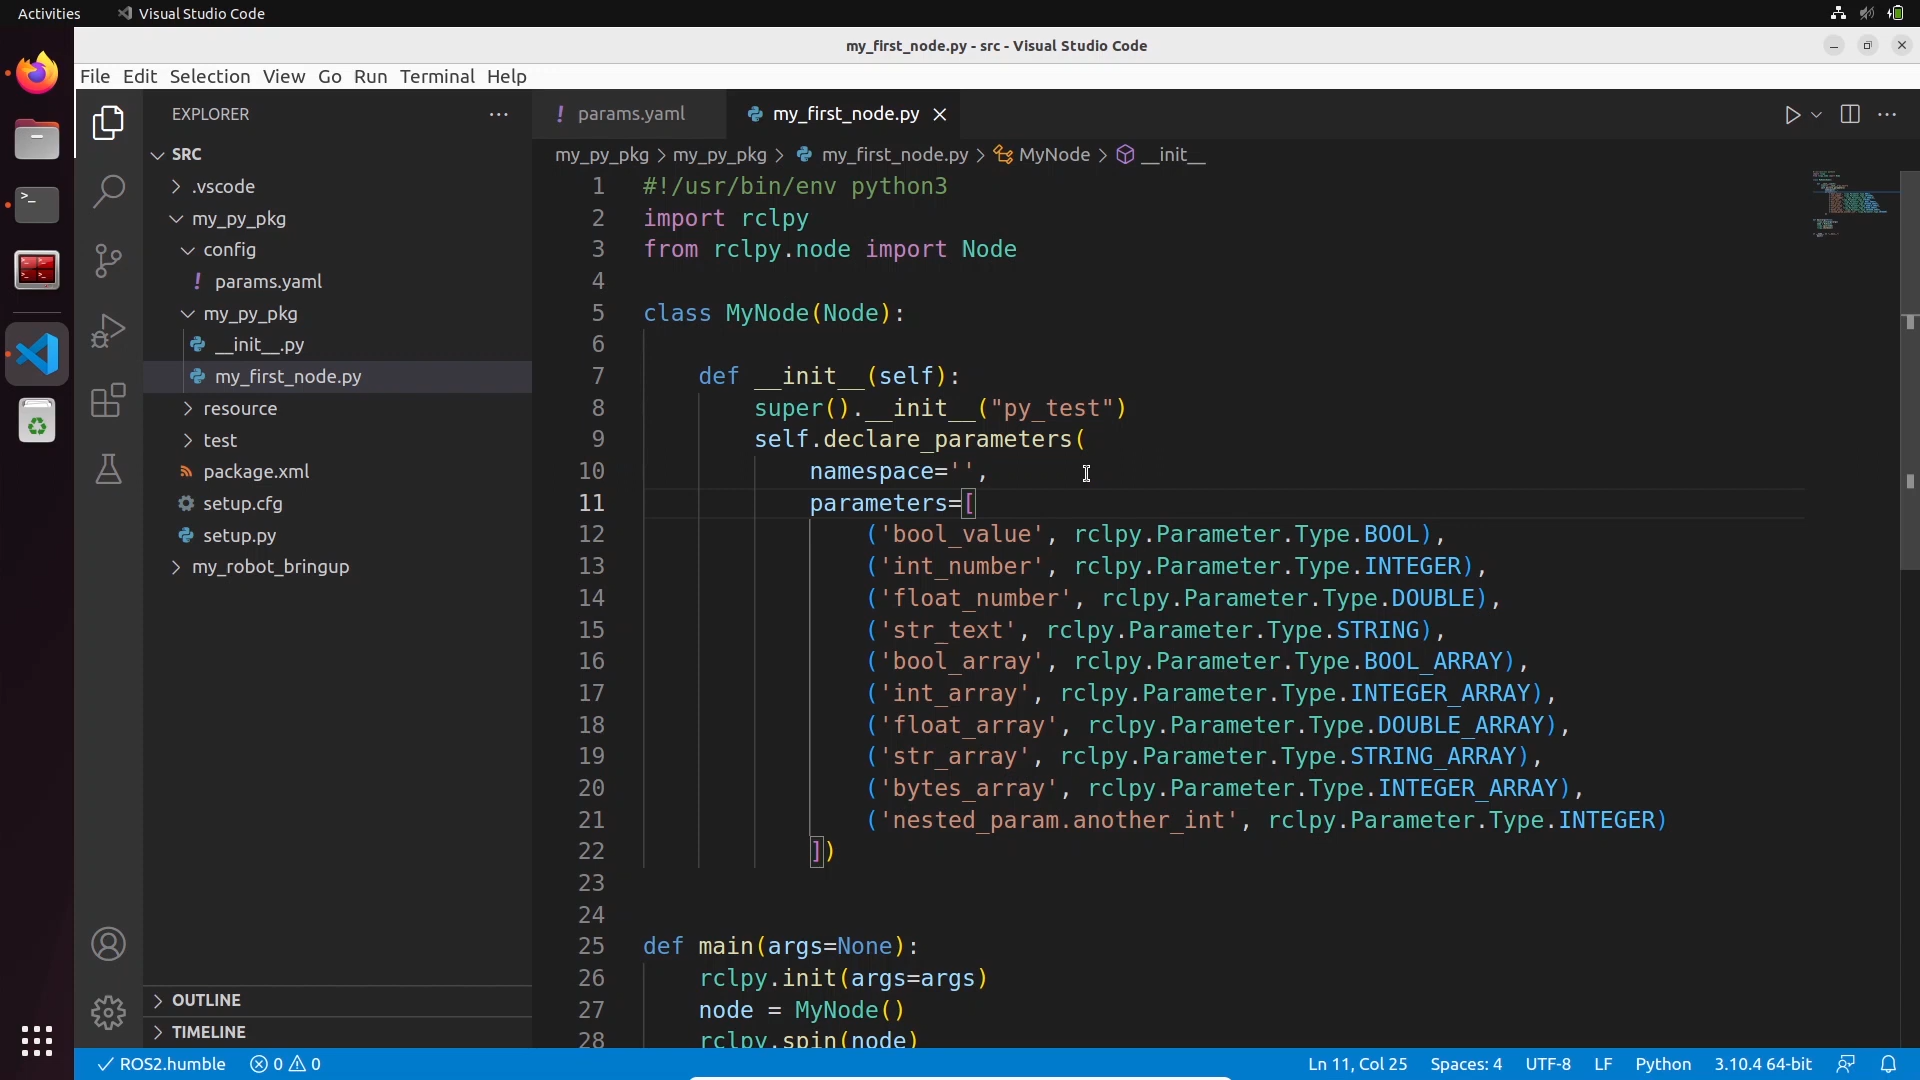 Activities Visual Studio Code
my_first_node.py - src - Visual Studio Code
File Edit Selection View Go Run Terminal Help
EXPLORER
params.yaml my_first_node.py
SRC
my_py_pkg > my_py_pkg > my_first_node.py > MyNode > __init__
.vscode
my_py_pkg
config
params.yaml
my_py_pkg
__init__.py
my_first_node.py
resource
test
package.xml
setup.cfg
setup.py
my_robot_bringup
OUTLINE
TIMELINE
1 #!/usr/bin/env python3
2 import rclpy
3 from rclpy.node import Node
4
5 class MyNode(Node):
6
7 def __init__(self):
8 super().__init__("py_test")
9 self.declare_parameters(
10 namespace='',
11 parameters=[
12 ('bool_value', rclpy.Parameter.Type.BOOL),
13 ('int_number', rclpy.Parameter.Type.INTEGER),
14 ('float_number', rclpy.Parameter.Type.DOUBLE),
15 ('str_text', rclpy.Parameter.Type.STRING),
16 ('bool_array', rclpy.Parameter.Type.BOOL_ARRAY),
17 ('int_array', rclpy.Parameter.Type.INTEGER_ARRAY),
18 ('float_array', rclpy.Parameter.Type.DOUBLE_ARRAY),
19 ('str_array', rclpy.Parameter.Type.STRING_ARRAY),
20 ('bytes_array', rclpy.Parameter.Type.INTEGER_ARRAY),
21 ('nested_param.another_int', rclpy.Parameter.Type.INTEGER)
22 ])
23
24
25 def main(args=None):
26 rclpy.init(args=args)
27 node = MyNode()
28 rclpy.spin(node)
ROS2.humble 0 0 Ln 11, Col 25 Spaces: 4 UTF-8 LF Python 3.10.4 64-bit